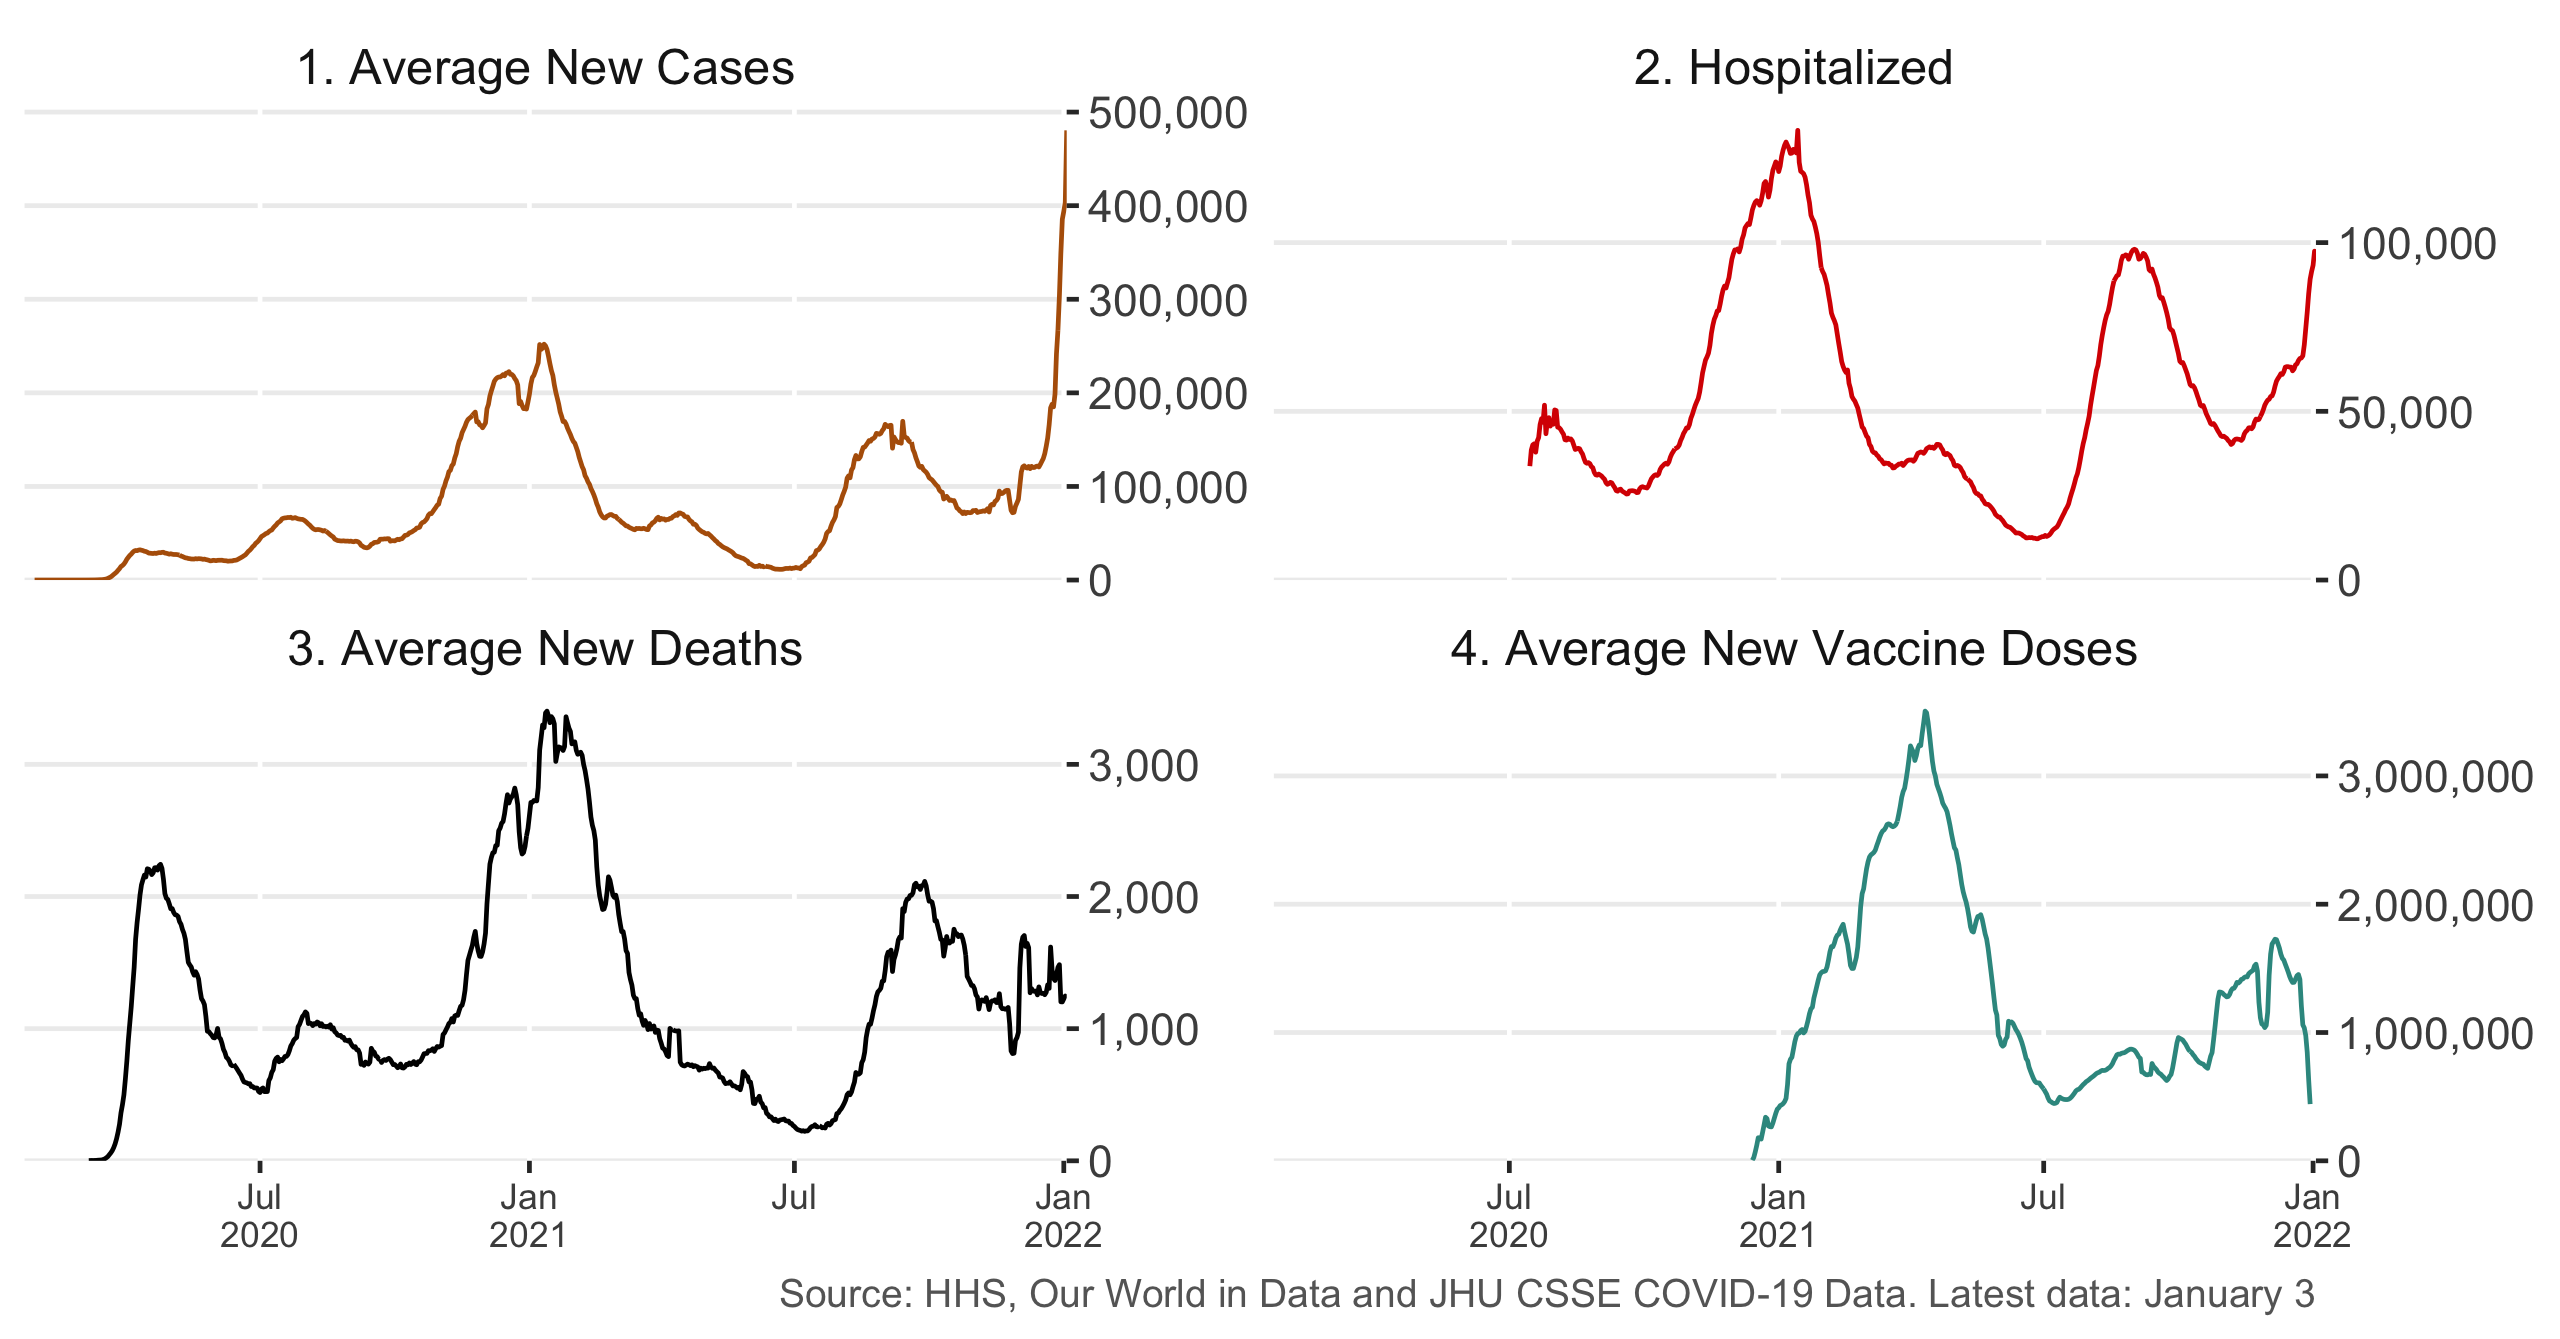 1. Average New Cases
500,000
400,000
300,000
200,000
100,000
0
2. Hospitalized
100,000
50,000
0
3. Average New Deaths
3,000
2,000
1,000
0
Jul
2020
Jan
2021
Jul
Jan
2022
4. Average New Vaccine Doses
3,000,000
2,000,000
1,000,000
0
Jul
2020
Jan
2021
Jul
Jan
2022
Source: HHS, Our World in Data and JHU CSSE COVID-19 Data. Latest data: January 3